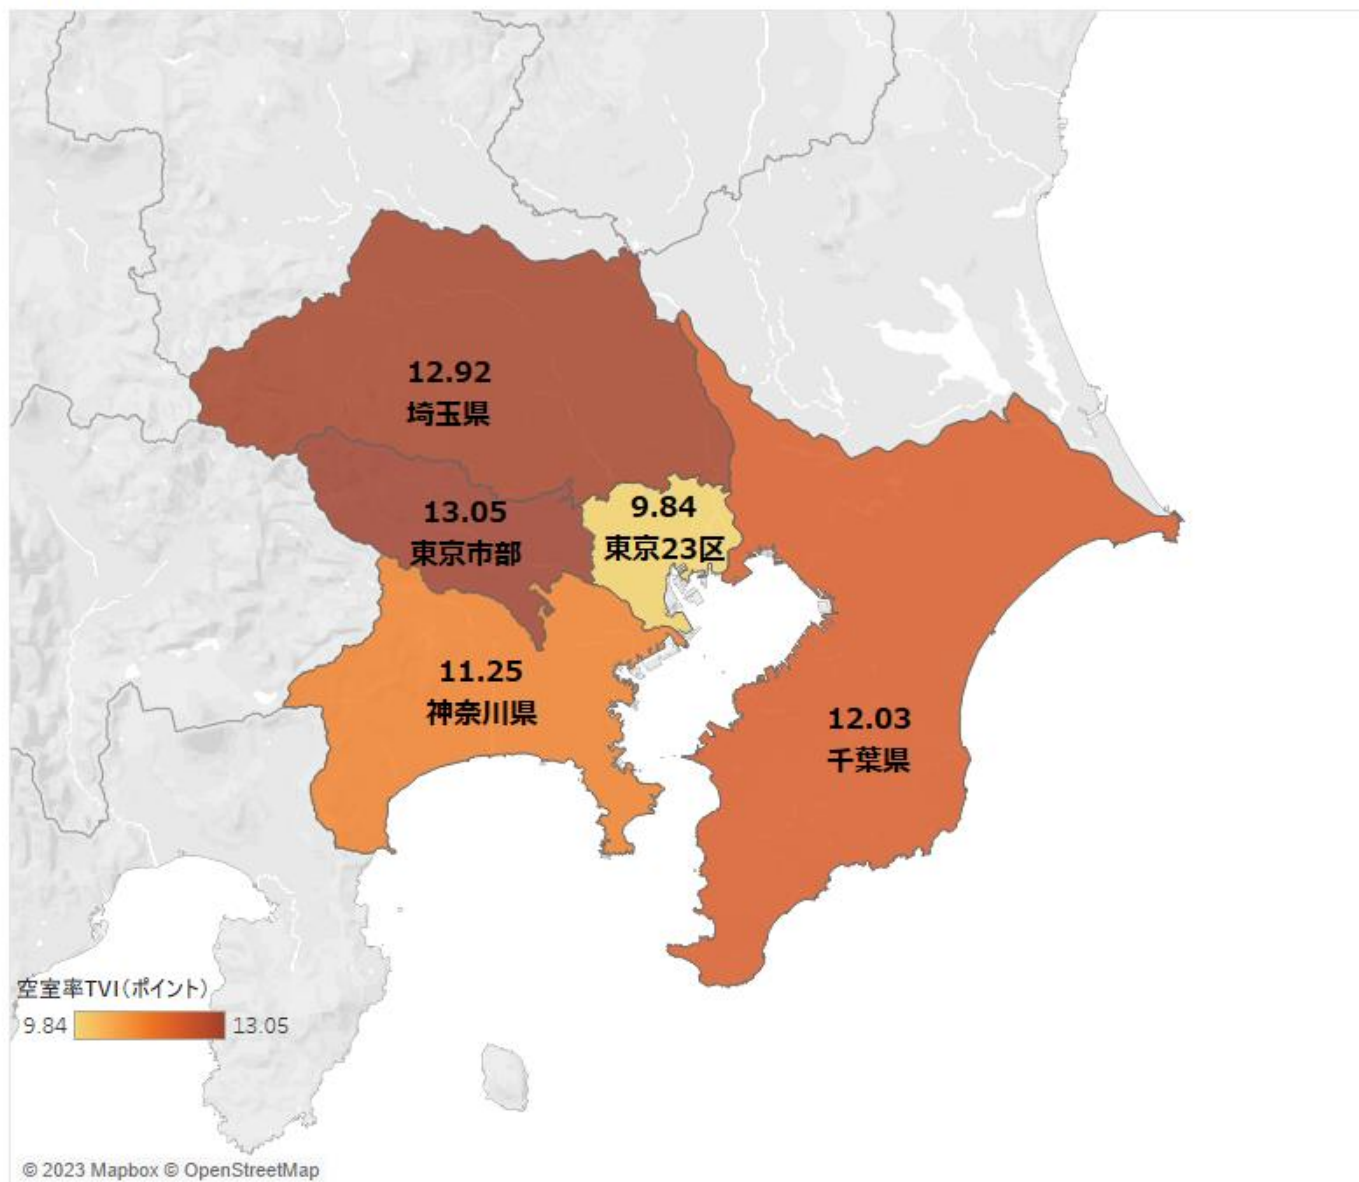 12.92
埼玉県
13.05
東京市部
9.84
東京23区
11.25
神奈川県
12.03
千葉県
空室率TVI(ポイント)
9.84 13.05
© 2023 Mapbox © OpenStreetMap